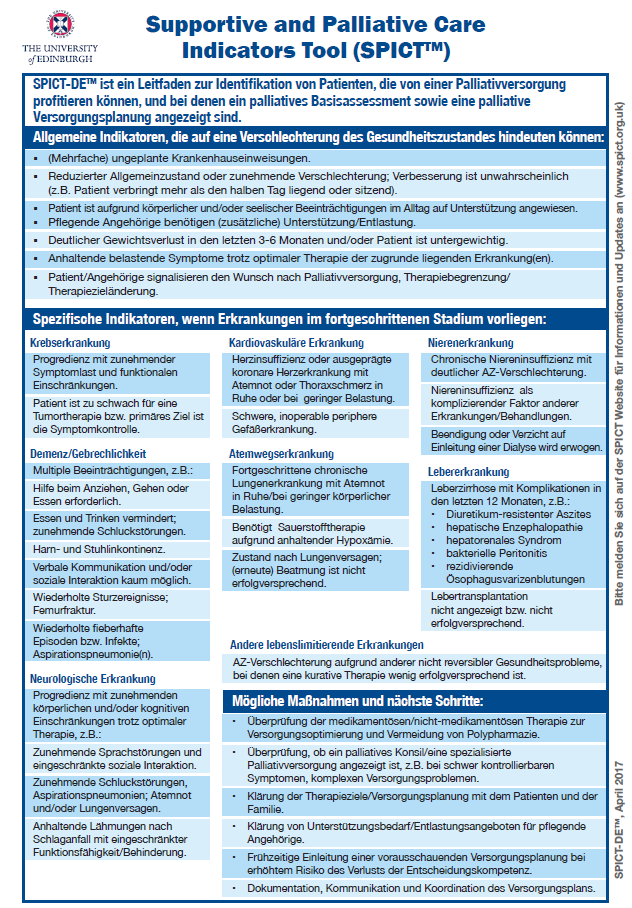 THE UNIVERSITY
of EDINBURGH
Supportive and Palliative Care
Indicators Tool (SPICT™)
SPICT-DE™ ist ein Leitfaden zur Identifikation von Patienten, die von einer Palliativversorgung
profitieren können, und bei denen ein palliatives Basisassessment sowie eine palliative
Versorgungsplanung angezeigt sind.
Allgemeine Indikatoren, die auf eine Verschlechterung des Gesundheitszustandes hindeuten können:
▪ (Mehrfache) ungeplante Krankenhauseinweisungen.
▪ Reduzierter Allgemeinzustand oder zunehmende Verschlechterung; Verbesserung ist unwahrscheinlich
(z.B. Patient verbringt mehr als den halben Tag liegend oder sitzend).
▪ Patient ist aufgrund körperlicher und/oder seelischer Beeinträchtigungen im Alltag auf Unterstützung angewiesen.
▪ Pflegende Angehörige benötigen (zusätzliche) Unterstützung/Entlastung.
▪ Deutlicher Gewichtsverlust in den letzten 3-6 Monaten und/oder Patient ist untergewichtig.
▪ Anhaltende belastende Symptome trotz optimaler Therapie der zugrunde liegenden Erkrankung(en).
▪ Patient/Angehörige signalisieren den Wunsch nach Palliativversorgung, Therapiebegrenzung/
Therapiezieländerung.
Spezifische Indikatoren, wenn Erkrankungen im fortgeschrittenen Stadium vorliegen:
Krebserkrankung
Progredienz mit zunehmender
Symptomlast und funktionalen
Einschränkungen.
Patient ist zu schwach für eine
Tumortherapie bzw. primäres Ziel ist
die Symptomkontrolle.
Demenz/Gebrechlichkeit
Multiple Beeinträchtigungen, z.B.:
Hilfe beim Anziehen, Gehen oder
Essen erforderlich.
Essen und Trinken vermindert;
zunehmende Schluckstörungen.
Harn- und Stuhlinkontinenz.
Verbale Kommunikation und/oder
soziale Interaktion kaum möglich.
Wiederholte Sturzereignisse;
Femurfraktur.
Wiederholte fieberhafte
Episoden bzw. Infekte;
Aspirationspneumonie(n).
Neurologische Erkrankung
Progredienz mit zunehmenden
körperlichen und/oder kognitiven
Einschränkungen trotz optimaler
Therapie, z.B.:
Zunehmende Sprachstörungen und
eingeschränkte soziale Interaktion.
Zunehmende Schluckstörungen,
Aspirationspneumonien; Atemnot
und/oder Lungenversagen.
Anhaltende Lähmungen nach
Schlaganfall mit eingeschränkter
Funktionsfähigkeit/Behinderung.
Kardiovaskuläre Erkrankung
Herzinsuffizienz oder ausgeprägte
koronare Herzerkrankung mit
Atemnot oder Thoraxschmerz in
Ruhe oder bei geringer Belastung.
Schwere, inoperable periphere
Gefäßerkrankung.
Atemwegserkrankung
Fortgeschrittene chronische
Lungenerkrankung mit Atemnot
in Ruhe/bei geringer körperlicher
Belastung.
Benötigt Sauerstofftherapie
aufgrund anhaltender Hypoxämie.
Zustand nach Lungenversagen;
(erneute) Beatmung ist nicht
erfolgversprechend.
Nierenerkrankung
Chronische Niereninsuffizienz mit
deutlicher AZ-Verschlechterung.
Niereninsuffizienz als
komplizierender Faktor anderer
Erkrankungen/Behandlungen.
Beendigung oder Verzicht auf
Einleitung einer Dialyse wird erwogen.
Lebererkrankung
Leberzirrhose mit Komplikationen in
den letzten 12 Monaten, z.B.:
• Diuretikum-resistenter Aszites
• hepatische Enzephalopathie
• hepatorenales Syndrom
• bakterielle Peritonitis
• rezidivierende
Ösophagusvarizenblutungen
Lebertransplantation
nicht angezeigt bzw. nicht
erfolgversprechend.
Andere lebenslimitierende Erkrankungen
AZ-Verschlechterung aufgrund anderer nicht reversibler Gesundheitsprobleme,
bei denen eine kurative Therapie wenig erfolgversprechend ist.
Mögliche Maßnahmen und nächste Schritte:
• Überprüfung der medikamentösen/nicht-medikamentösen Therapie zur
Versorgungsoptimierung und Vermeidung von Polypharmazie.
• Überprüfung, ob ein palliatives Konsil/eine spezialisierte
Palliativversorgung angezeigt ist, z.B. bei schwer kontrollierbaren
Symptomen, komplexen Versorgungsproblemen.
• Klärung der Therapieziele/Versorgungsplanung mit dem Patienten und der
Familie.
• Klärung von Unterstützungsbedarf/Entlastungsangeboten für pflegende
Angehörige.
• Frühzeitige Einleitung einer vorausschauenden Versorgungsplanung bei
erhöhtem Risiko des Verlusts der Entscheidungskompetenz.
• Dokumentation, Kommunikation und Koordination des Versorgungsplans.
Bitte melden Sie sich auf der SPICT Website für Informationen und Updates an (www.spict.org.uk)
SPICT-DE™, April 2017